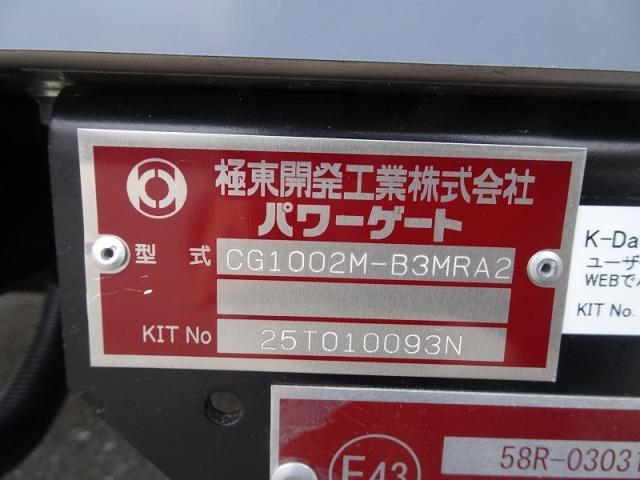 極東開発工業株式会社
パワーゲート
型 式 CG1002M-B3MRA2
KIT No 25T010093N
K-Da
ユーザ
WEBで
KIT No.
E43
58R-0303